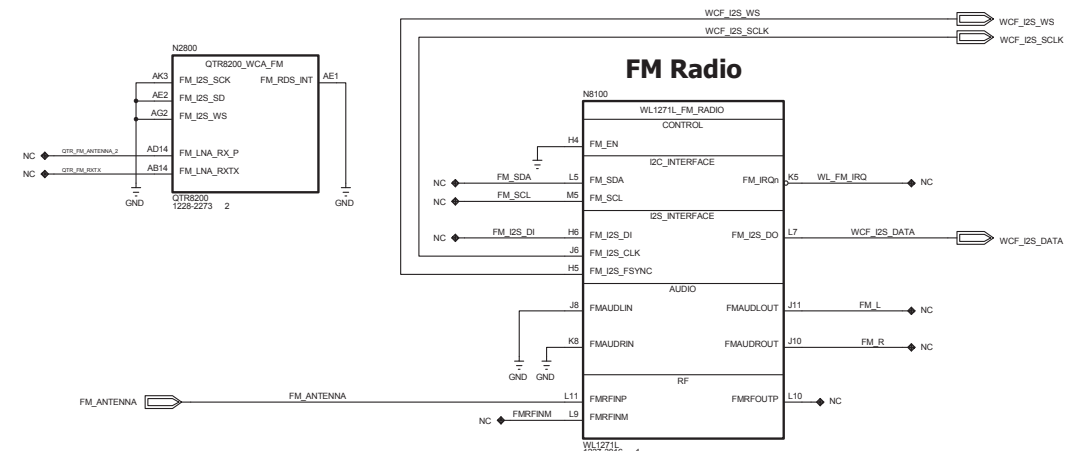 WCF_I2S_WS
WCF_I2S_WS
WCF_I2S_SCLK
WCF_I2S_SCLK
FM Radio
N2800
QTR8200_WCA_FM
AK3 FM_I2S_SCK FM_RDS_INT AE1
AE2 FM_I2S_SD
AG2 FM_I2S_WS
NC QTR_FM_ANTENNA_2 AD14 FM_LNA_RX_P
NC QTR_FM_RXTX AB14 FM_LNA_RXTX
GND
QTR8200
1228-2273 2
GND
N8100
WL1271L_FM_RADIO
CONTROL
H4 FM_EN
I2C_INTERFACE
NC FM_SDA L5 FM_SDA FM_IRQn K5 WL_FM_IRQ NC
NC FM_SCL M5 FM_SCL
I2S_INTERFACE
NC FM_I2S_DI H6 FM_I2S_DI FM_I2S_DO L7 WCF_I2S_DATA WCF_I2S_DATA
J6 FM_I2S_CLK
H5 FM_I2S_FSYNC
AUDIO
J8 FMAUDLIN FMAUDLOUT J11 FM_L NC
K8 FMAUDRIN FMAUDROUT J10 FM_R NC
GND GND
RF
FM_ANTENNA FM_ANTENNA L11 FMRFINP FMRFOUTP L10 NC
NC FMRFINM L9 FMRFINM
WL1271L